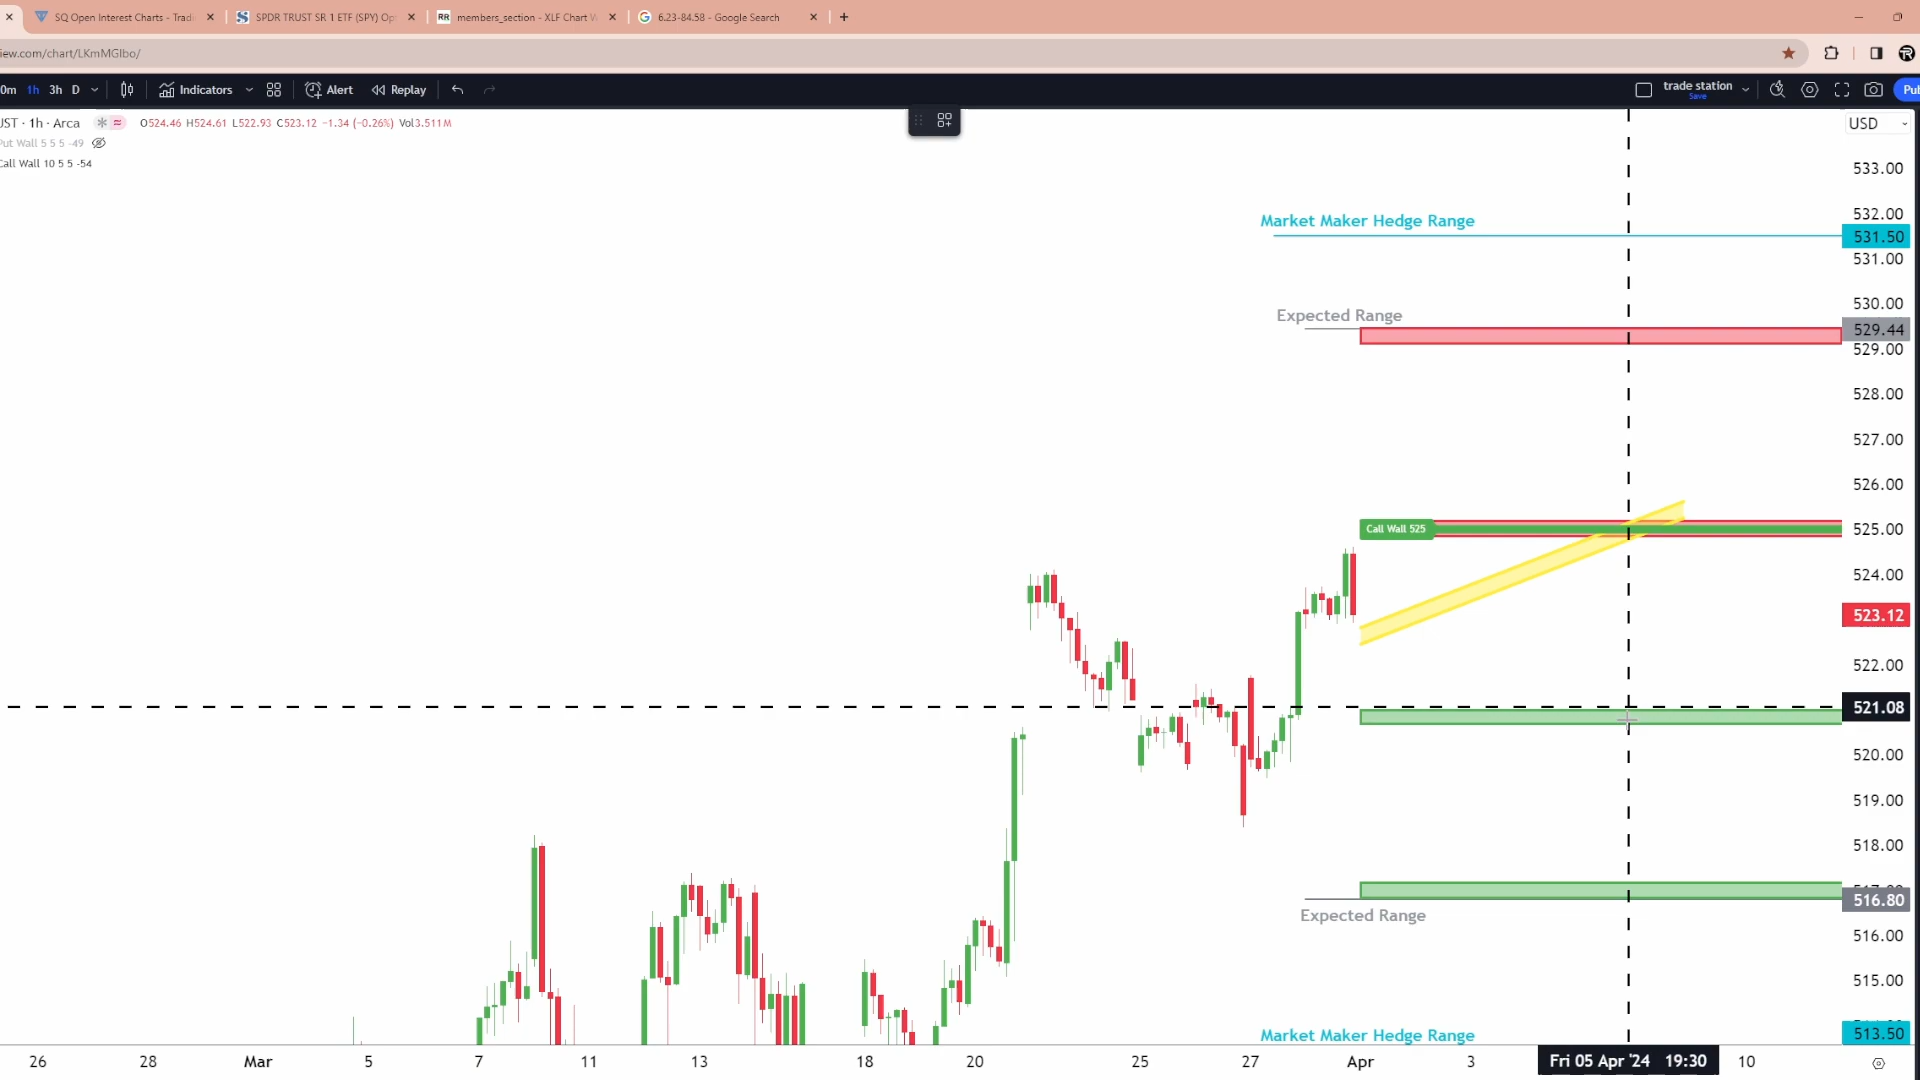 SQ Open Interest Charts - Tradi
SPDR TRUST SR 1 ETF (SPY) Op
RR members_section - XLF Chart V
6.23-84.58 - Google Search
iew.com/chart/LKmMGIbo/
0m 1h 3h D Indicators Alert Replay
trade station
Save
Pu
UST · 1h · Arca O524.46 H524.61 L522.93 C523.12 −1.34 (−0.26%) Vol3.511M
Put Wall 5 5 5 -49
Call Wall 10 5 5 -54
USD
533.00
532.00
Market Maker Hedge Range
531.50
531.00
530.00
Expected Range
529.44
529.00
528.00
527.00
526.00
Call Wall 525
525.00
524.00
523.12
522.00
521.08
520.00
519.00
518.00
516.80
Expected Range
516.00
515.00
Market Maker Hedge Range
513.50
26 28 Mar 5 7 11 13 18 20 25 27 Apr 3 Fri 05 Apr '24 19:30 10